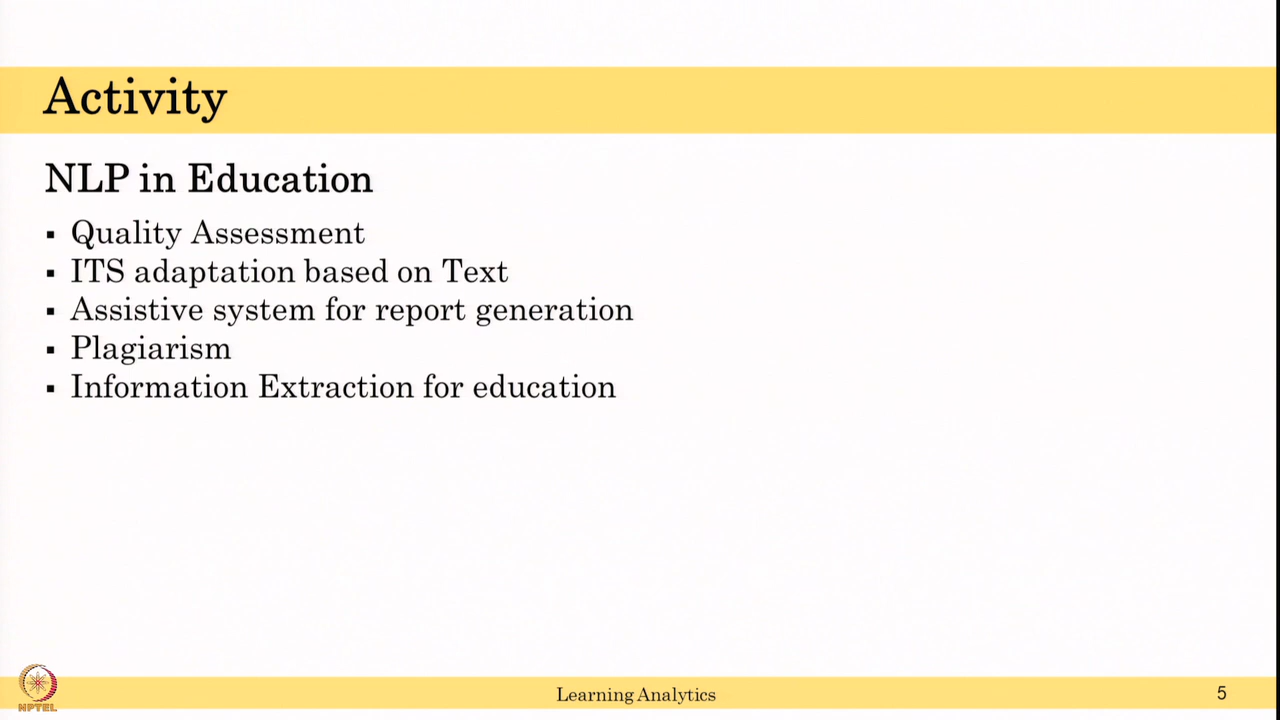 Activity
NLP in Education
▪ Quality Assessment
▪ ITS adaptation based on Text
▪ Assistive system for report generation
▪ Plagiarism
▪ Information Extraction for education
NPTEL
Learning Analytics
5